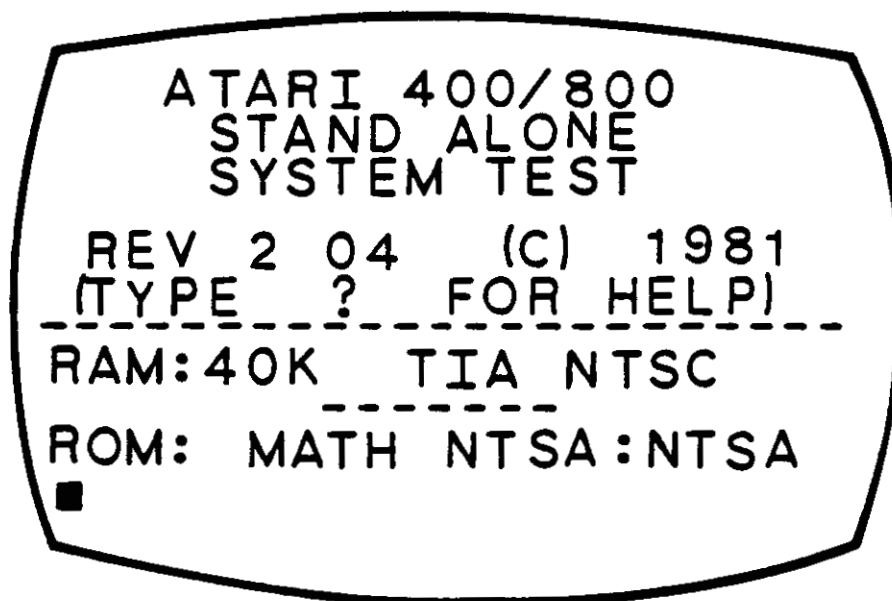 ATARI 400/800
STAND ALONE
SYSTEM TEST
REV 2 04 (C) 1981
(TYPE ? FOR HELP)
RAM:40K TIA NTSC
ROM: MATH NTSA:NTSA